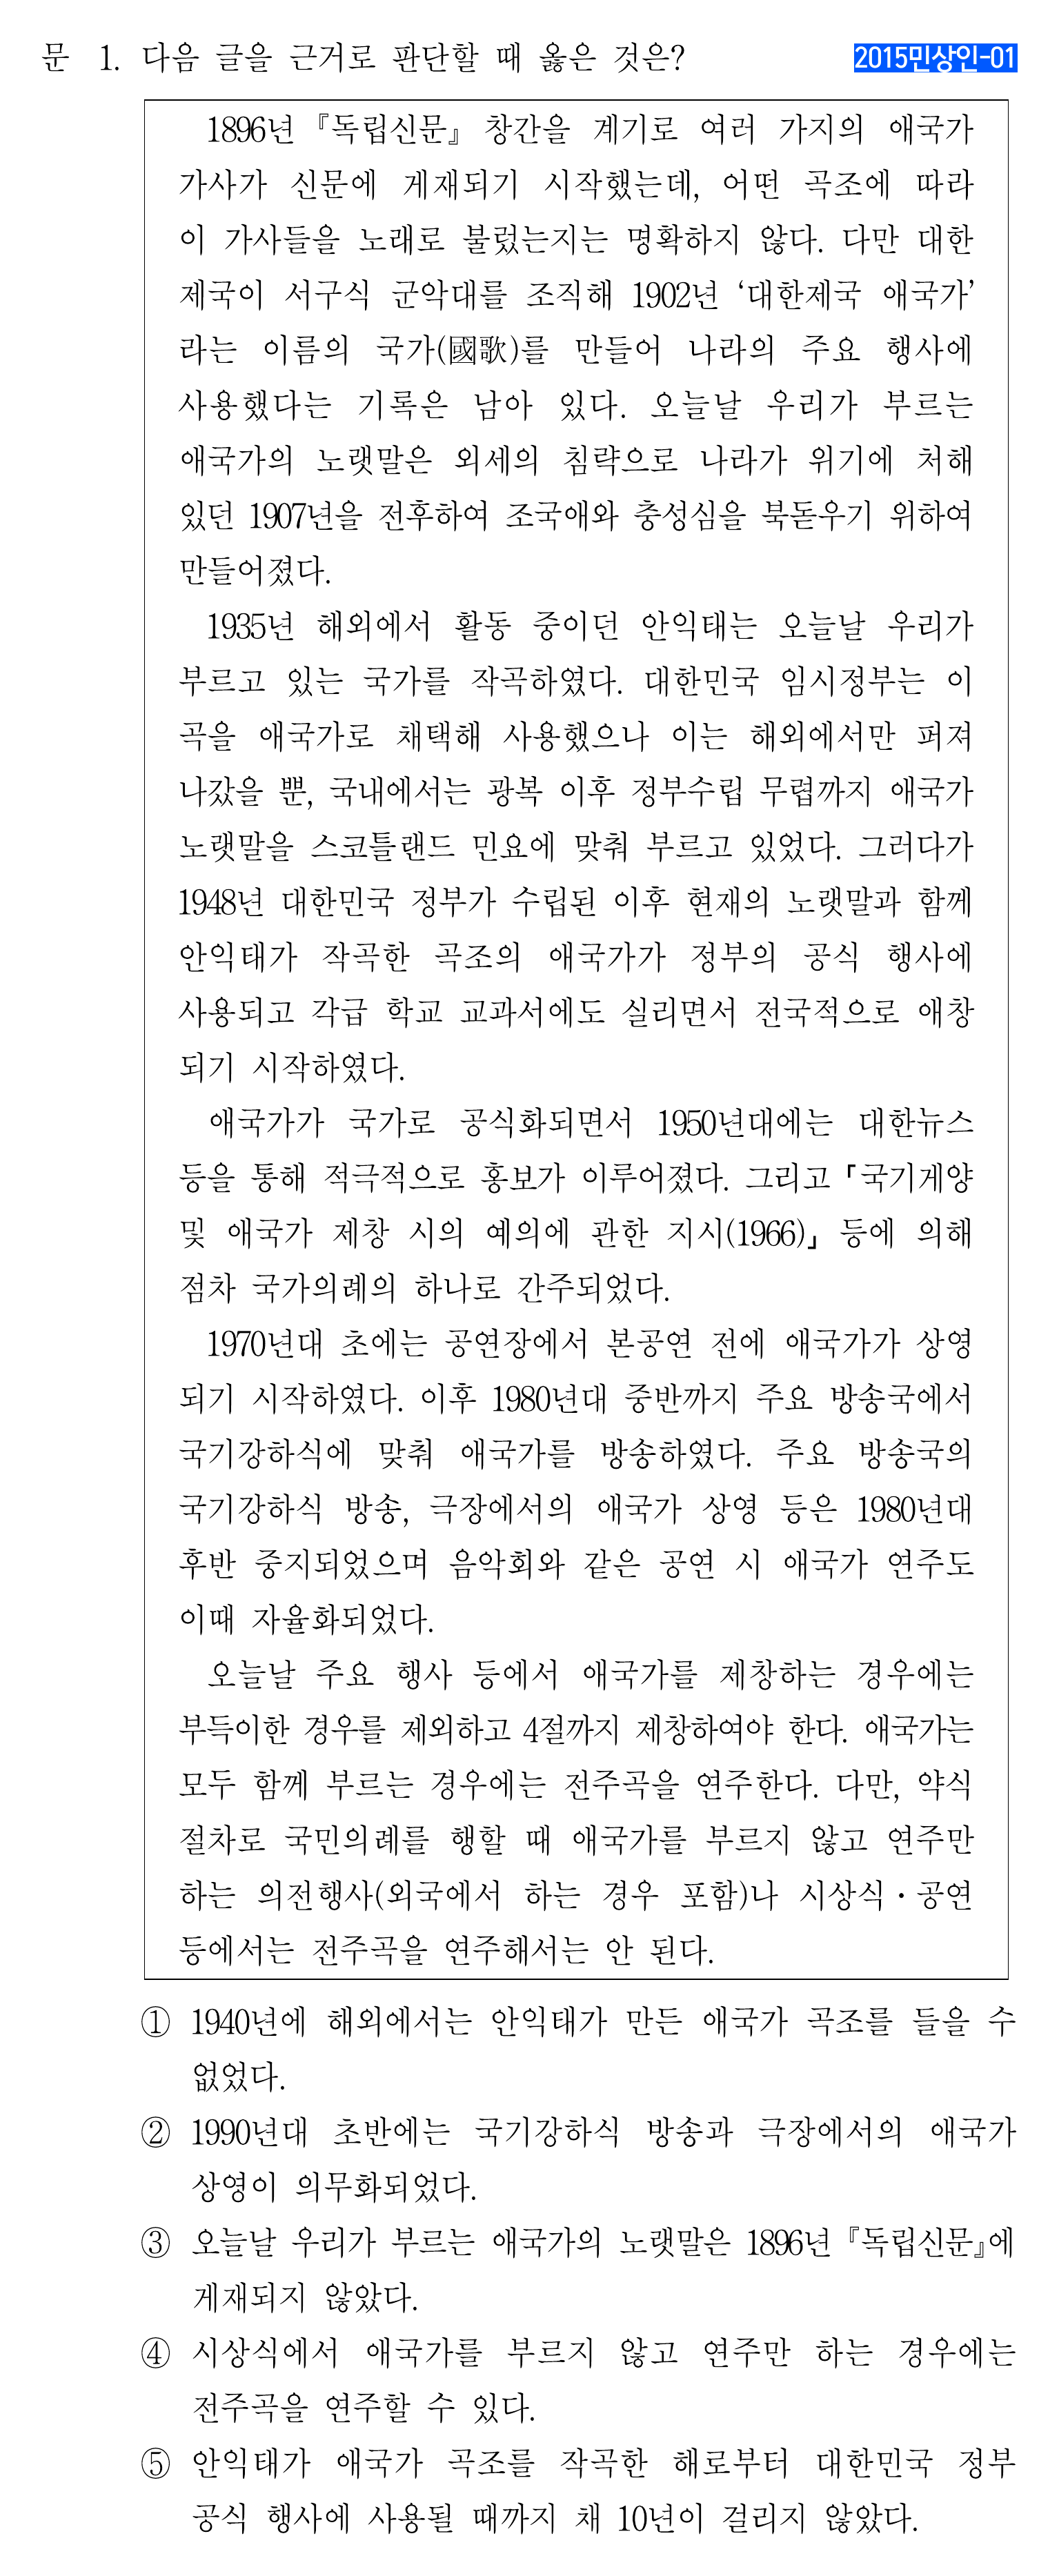 문 1. 다음 글을 근거로 판단할 때 옳은 것은?
2015민상인-01
1896년 『독립신문』 창간을 계기로 여러 가지의 애국가
가사가 신문에 게재되기 시작했는데, 어떤 곡조에 따라
이 가사들을 노래로 불렀는지는 명확하지 않다. 다만 대한
제국이 서구식 군악대를 조직해 1902년 ‘대한제국 애국가’
라는 이름의 국가(國歌)를 만들어 나라의 주요 행사에
사용했다는 기록은 남아 있다. 오늘날 우리가 부르는
애국가의 노랫말은 외세의 침략으로 나라가 위기에 처해
있던 1907년을 전후하여 조국애와 충성심을 북돋우기 위하여
만들어졌다.
1935년 해외에서 활동 중이던 안익태는 오늘날 우리가
부르고 있는 국가를 작곡하였다. 대한민국 임시정부는 이
곡을 애국가로 채택해 사용했으나 이는 해외에서만 퍼져
나갔을 뿐, 국내에서는 광복 이후 정부수립 무렵까지 애국가
노랫말을 스코틀랜드 민요에 맞춰 부르고 있었다. 그러다가
1948년 대한민국 정부가 수립된 이후 현재의 노랫말과 함께
안익태가 작곡한 곡조의 애국가가 정부의 공식 행사에
사용되고 각급 학교 교과서에도 실리면서 전국적으로 애창
되기 시작하였다.
애국가가 국가로 공식화되면서 1950년대에는 대한뉴스
등을 통해 적극적으로 홍보가 이루어졌다. 그리고 「국기게양
및 애국가 제창 시의 예의에 관한 지시(1966)」 등에 의해
점차 국가의례의 하나로 간주되었다.
1970년대 초에는 공연장에서 본공연 전에 애국가가 상영
되기 시작하였다. 이후 1980년대 중반까지 주요 방송국에서
국기강하식에 맞춰 애국가를 방송하였다. 주요 방송국의
국기강하식 방송, 극장에서의 애국가 상영 등은 1980년대
후반 중지되었으며 음악회와 같은 공연 시 애국가 연주도
이때 자율화되었다.
오늘날 주요 행사 등에서 애국가를 제창하는 경우에는
부득이한 경우를 제외하고 4절까지 제창하여야 한다. 애국가는
모두 함께 부르는 경우에는 전주곡을 연주한다. 다만, 약식
절차로 국민의례를 행할 때 애국가를 부르지 않고 연주만
하는 의전행사(외국에서 하는 경우 포함)나 시상식・공연
등에서는 전주곡을 연주해서는 안 된다.
① 1940년에 해외에서는 안익태가 만든 애국가 곡조를 들을 수
없었다.
② 1990년대 초반에는 국기강하식 방송과 극장에서의 애국가
상영이 의무화되었다.
③ 오늘날 우리가 부르는 애국가의 노랫말은 1896년 『독립신문』에
게재되지 않았다.
④ 시상식에서 애국가를 부르지 않고 연주만 하는 경우에는
전주곡을 연주할 수 있다.
⑤ 안익태가 애국가 곡조를 작곡한 해로부터 대한민국 정부
공식 행사에 사용될 때까지 채 10년이 걸리지 않았다.